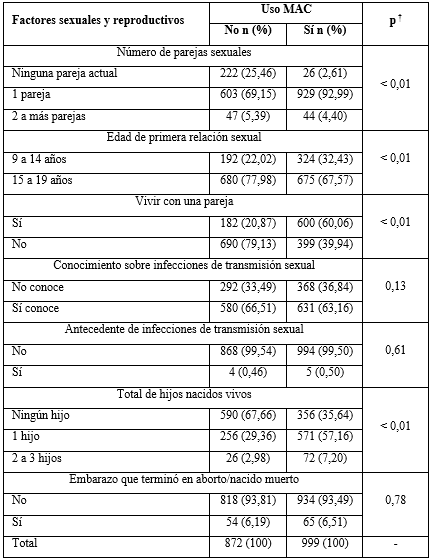 Factores sexuales y reproductivos Uso MAC p†
No n (%) Sí n (%)
Número de parejas sexuales
Ninguna pareja actual 222 (25,46) 26 (2,61) < 0,01
1 pareja 603 (69,15) 929 (92,99)
2 a más parejas 47 (5,39) 44 (4,40)
Edad de primera relación sexual
9 a 14 años 192 (22,02) 324 (32,43) < 0,01
15 a 19 años 680 (77,98) 675 (67,57)
Vivir con una pareja
Sí 182 (20,87) 600 (60,06) < 0,01
No 690 (79,13) 399 (39,94)
Conocimiento sobre infecciones de transmisión sexual
No conoce 292 (33,49) 368 (36,84) 0,13
Sí conoce 580 (66,51) 631 (63,16)
Antecedente de infecciones de transmisión sexual
No 868 (99,54) 994 (99,50) 0,61
Sí 4 (0,46) 5 (0,50)
Total de hijos nacidos vivos
Ningún hijo 590 (67,66) 356 (35,64) < 0,01
1 hijo 256 (29,36) 571 (57,16)
2 a 3 hijos 26 (2,98) 72 (7,20)
Embarazo que terminó en aborto/nacido muerto
No 818 (93,81) 934 (93,49) 0,78
Sí 54 (6,19) 65 (6,51)
Total 872 (100) 999 (100) -